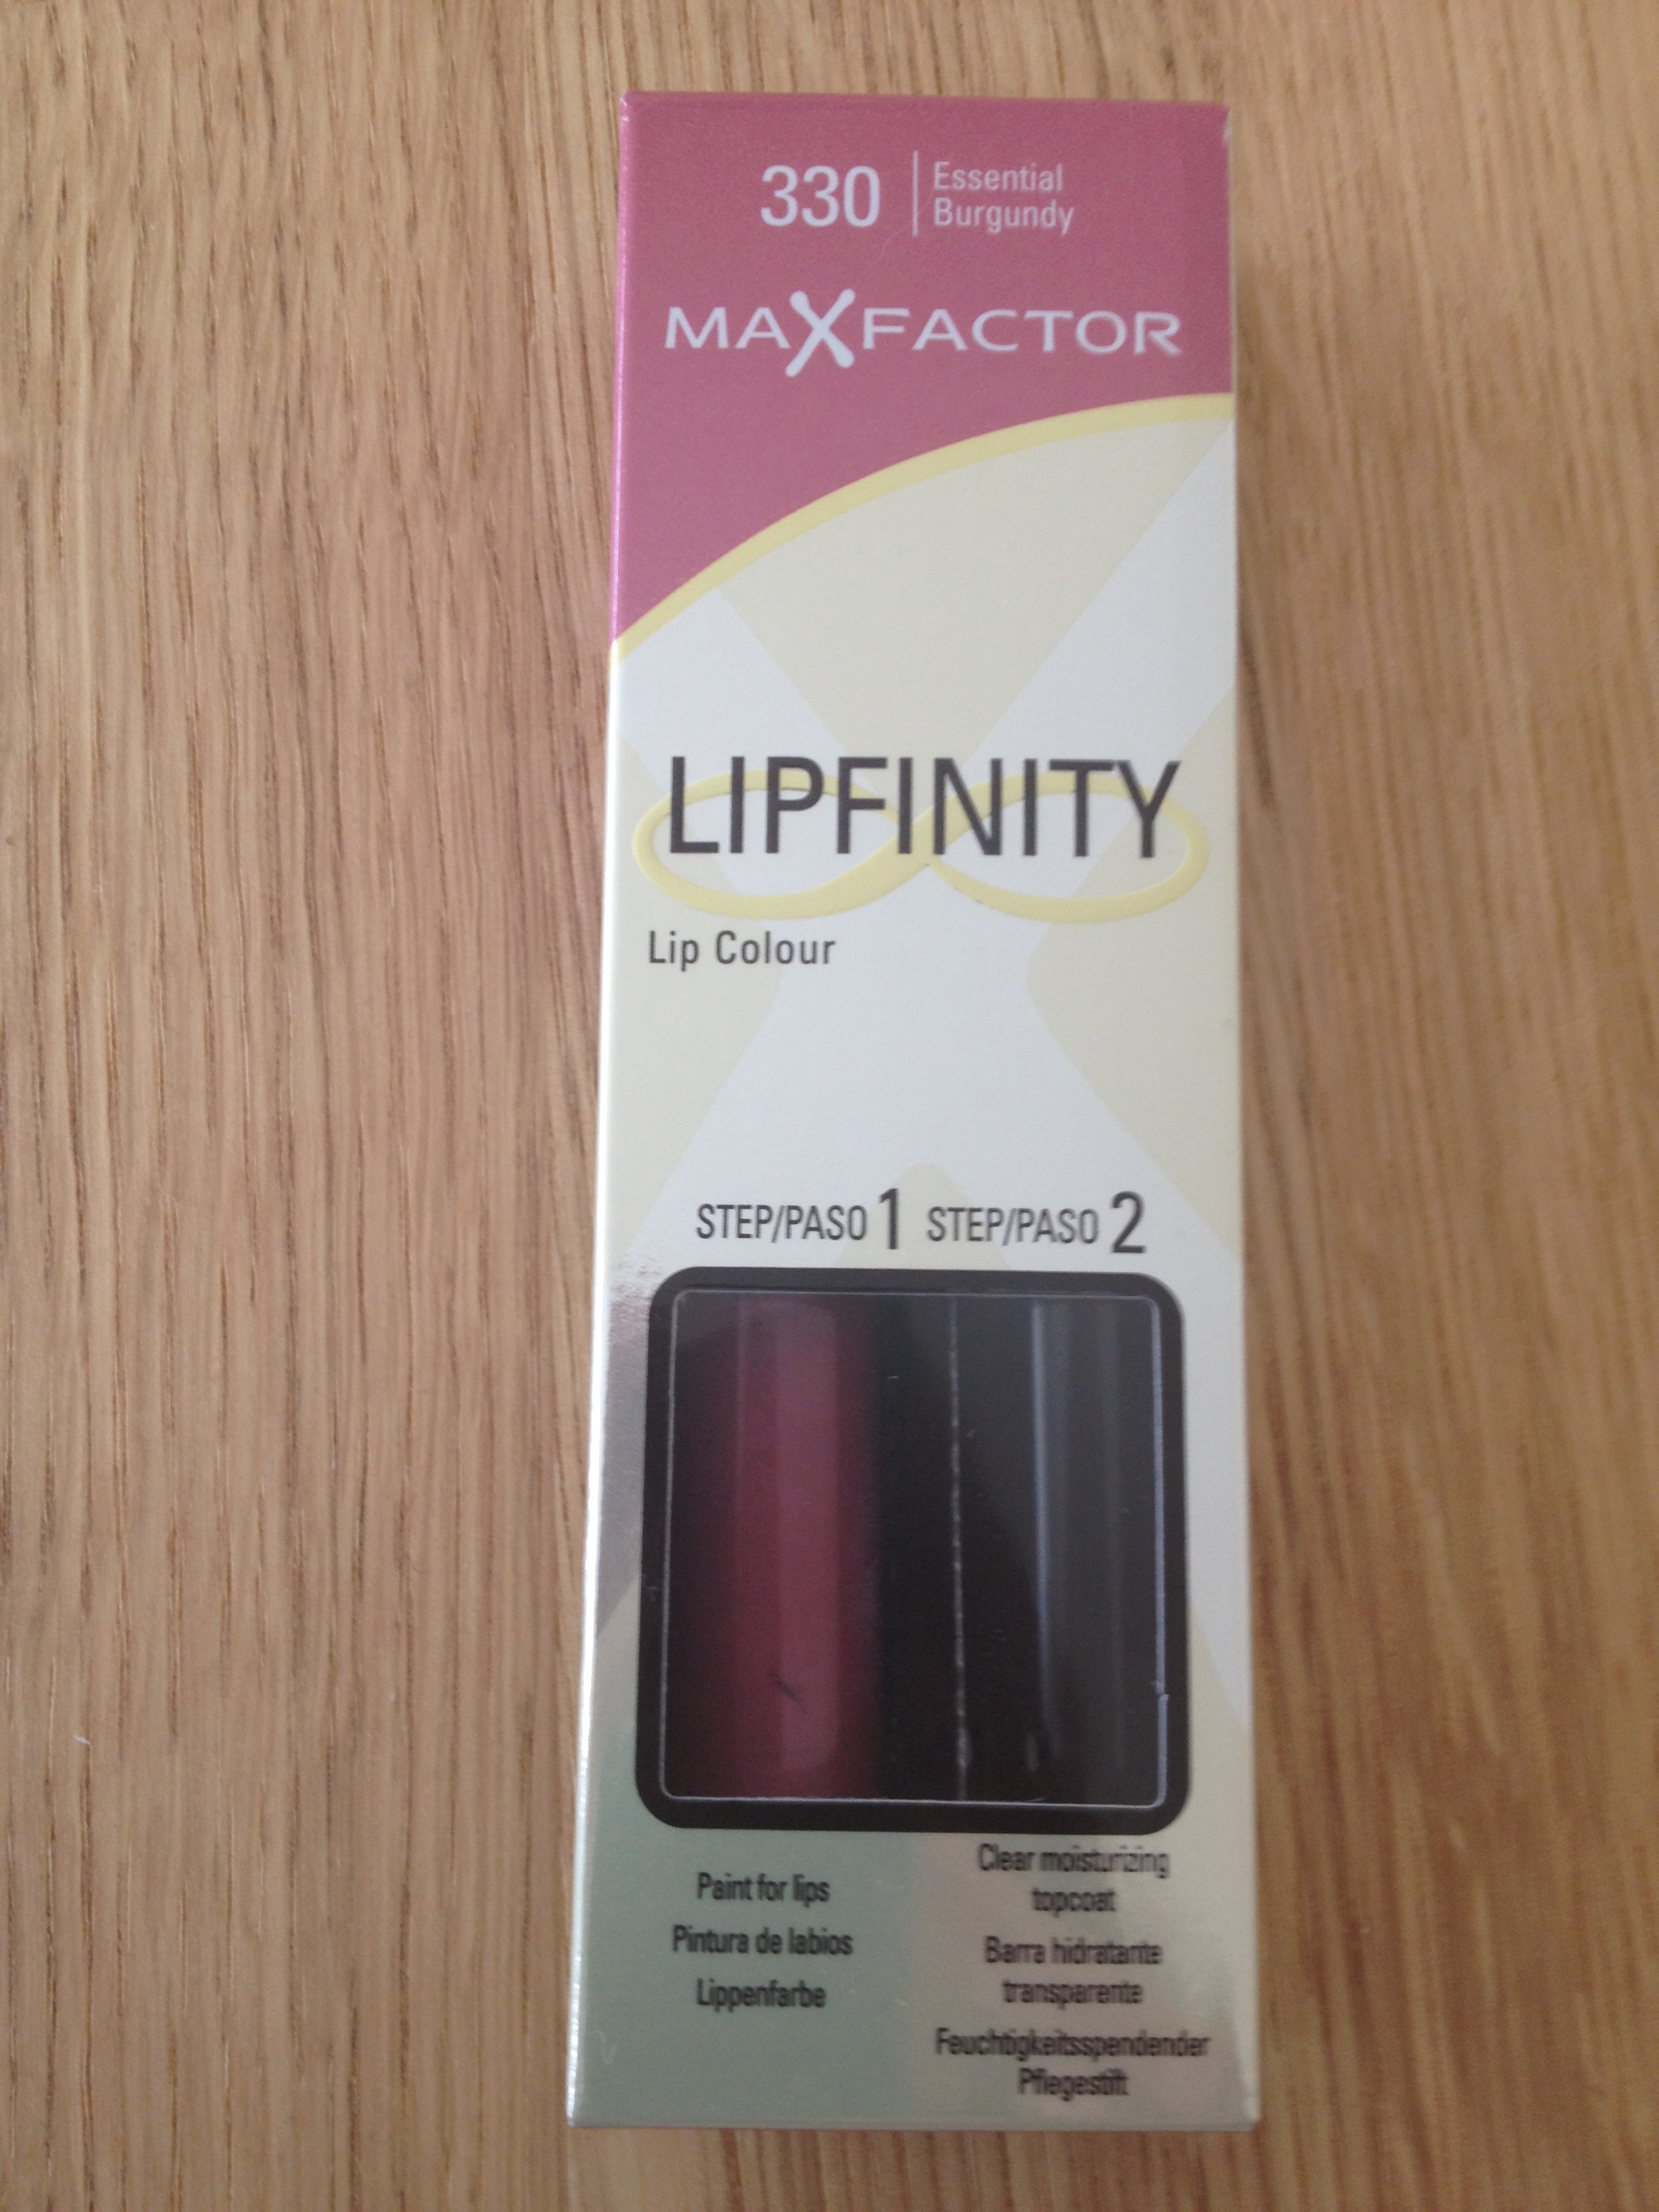 330 Essential
Burgundy
MAXFACTOR
LIPFINITY
Lip Colour
STEP/PASO 1 STEP/PASO 2
Paint for lips
Pintura de labios
Lippenfarbe
Clear moisturizing
topcoat
Barra hidratante
transparente
Feuchtigkeitsspendender
Pflegestift